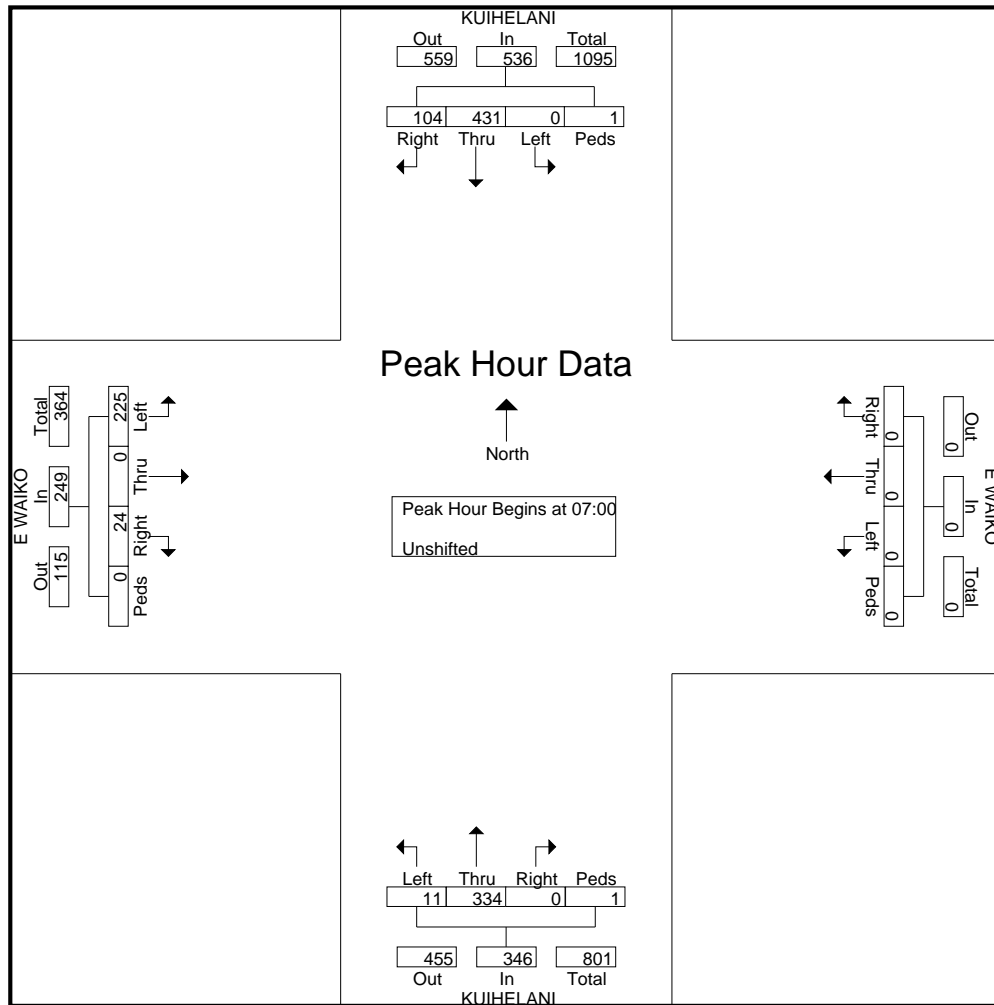 KUIHELANI
Out In Total
559 536 1095
104 431 0 1
Right Thru Left Peds
Peak Hour Data
North
Peak Hour Begins at 07:00
Unshifted
E WAIKO
Total In Out
364 249 115
225 0 24 0
Left Thru Right Peds
Right Thru Left Peds
0 0 0 0
Out In Total
0 0 0
E WAIKO
Left Thru Right Peds
11 334 0 1
455 346 801
Out In Total
KUIHELANI